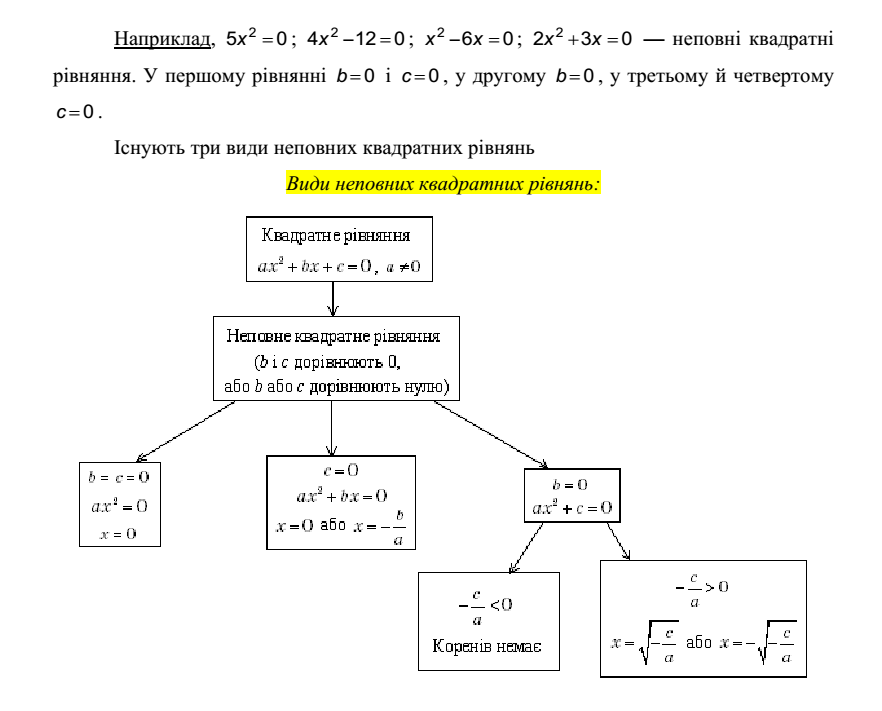 Наприклад, 5x² = 0; 4x² − 12 = 0; x² − 6x = 0; 2x² + 3x = 0 — неповні квадратні
рівняння. У першому рівнянні b = 0 і c = 0, у другому b = 0, у третьому й четвертому
c = 0.
Існують три види неповних квадратних рівнянь
Види неповних квадратних рівнянь:
Квадратне рівняння
ax² + bx + c = 0, a ≠ 0
Неповне квадратне рівняння
(b і c дорівнюють 0,
або b або c дорівнюють нулю)
b = c = 0
ax² = 0
x = 0
c = 0
ax² + bx = 0
x = 0 або x = −b/a
b = 0
ax² + c = 0
−c/a < 0
Коренів немає
−c/a > 0
x = √(−c/a) або x = −√(−c/a)